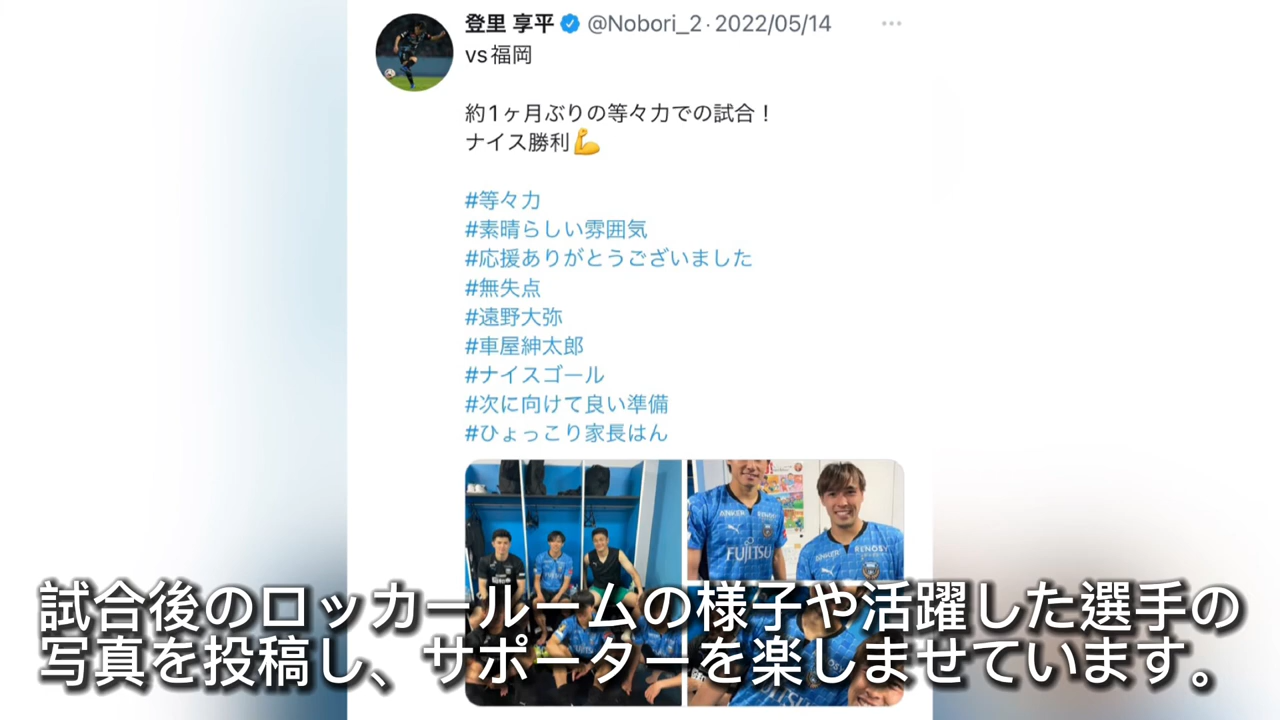 登里 享平 @Nobori_2· 2022/05/14
vs福岡
約1ヶ月ぶりの等々力での試合！
ナイス勝利💪
#等々力
#素晴らしい雰囲気
#応援ありがとうございました
#無失点
#遠野大弥
#車屋紳太郎
#ナイスゴール
#次に向けて良い準備
#ひょっこり家長はん
ANKER RENOSY
FUJITSU
ANKER RENOSY
試合後のロッカールームの様子や活躍した選手の
写真を投稿し、サポーターを楽しませています。